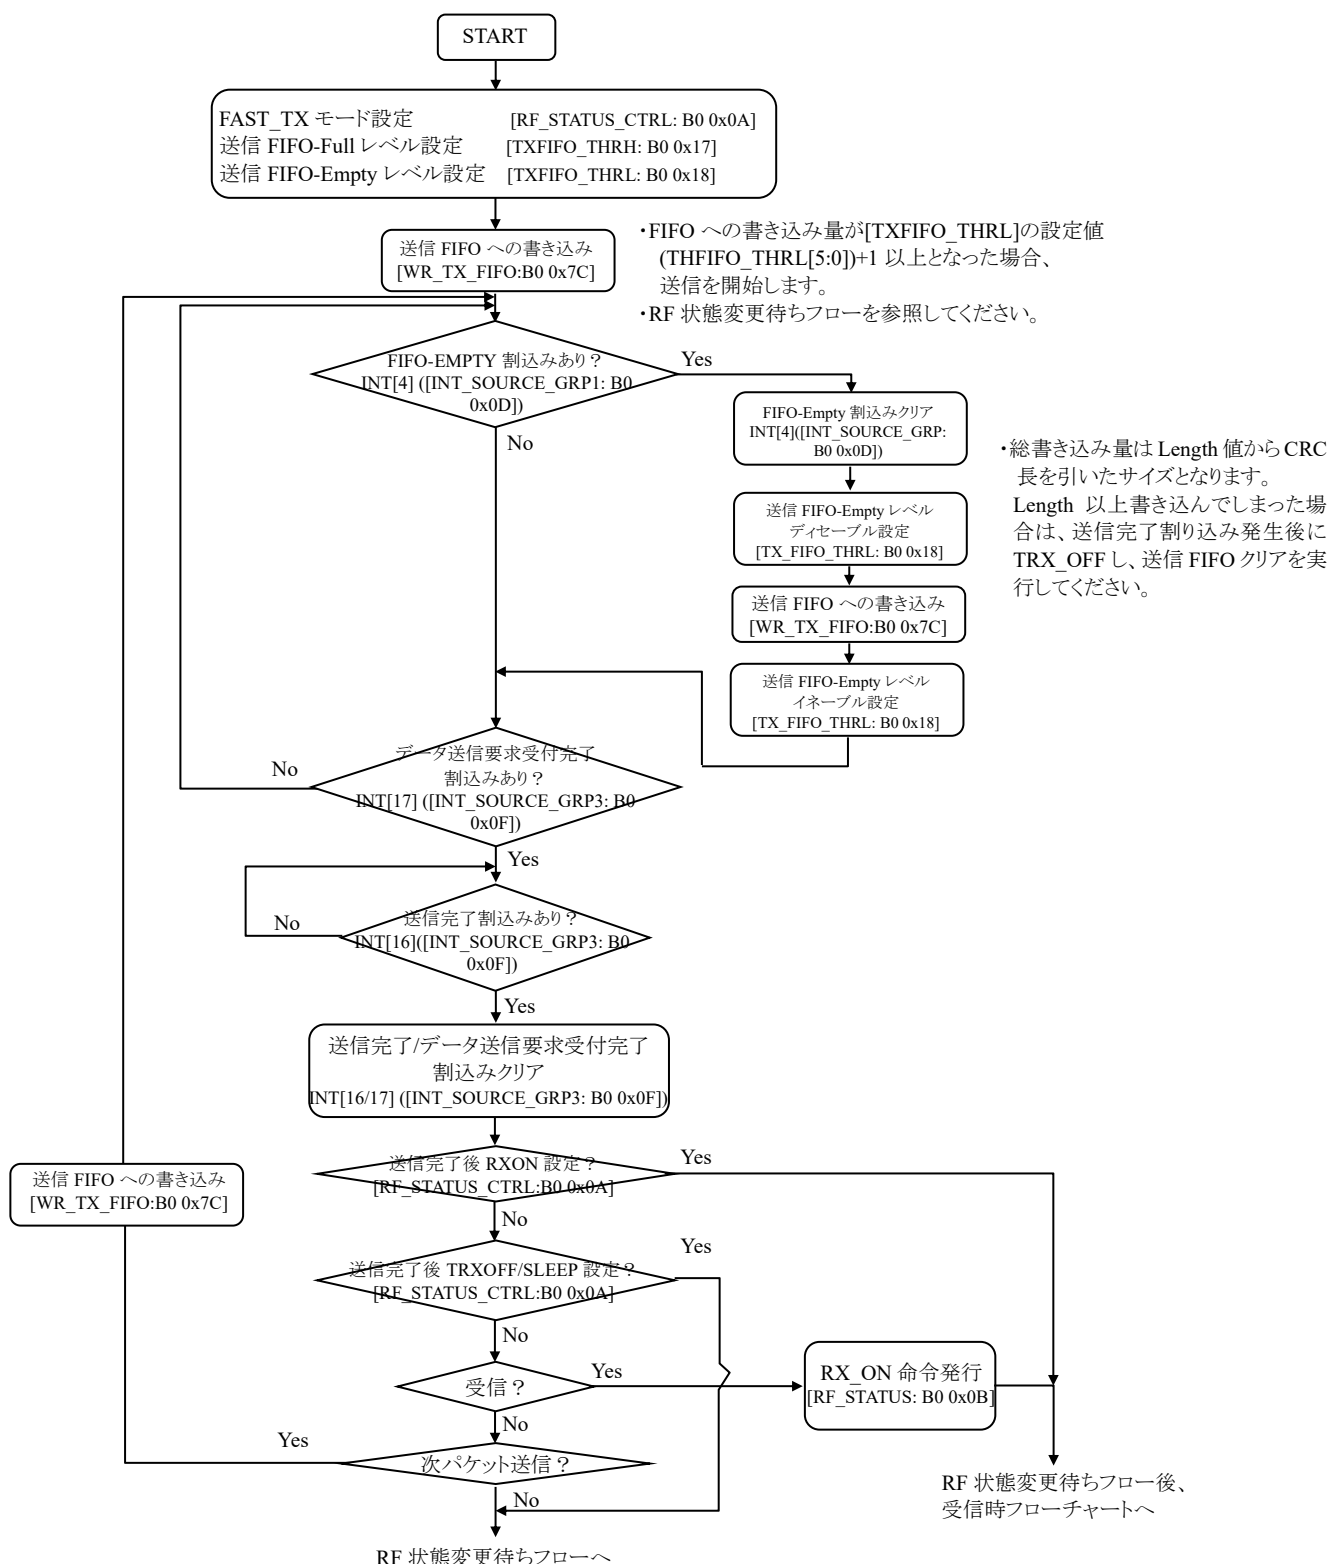 START
FAST_TX モード設定 [RF_STATUS_CTRL: B0 0x0A]
送信 FIFO-Full レベル設定 [TXFIFO_THRH: B0 0x17]
送信 FIFO-Empty レベル設定 [TXFIFO_THRL: B0 0x18]
送信 FIFO への書き込み
[WR_TX_FIFO:B0 0x7C]
・FIFO への書き込み量が[TXFIFO_THRL]の設定値
(THFIFO_THRL[5:0])+1 以上となった場合、
送信を開始します。
・RF 状態変更待ちフローを参照してください。
FIFO-EMPTY 割込みあり？
INT[4] ([INT_SOURCE_GRP1: B0
0x0D])
Yes
No
FIFO-Empty 割込みクリア
INT[4]([INT_SOURCE_GRP:
B0 0x0D])
送信 FIFO-Empty レベル
ディセーブル設定
[TX_FIFO_THRL: B0 0x18]
送信 FIFO への書き込み
[WR_TX_FIFO:B0 0x7C]
送信 FIFO-Empty レベル
イネーブル設定
[TX_FIFO_THRL: B0 0x18]
・総書き込み量は Length 値から CRC
長を引いたサイズとなります。
Length 以上書き込んでしまった場
合は、送信完了割り込み発生後に
TRX_OFF し、送信 FIFO クリアを実
行してください。
データ送信要求受付完了
割込みあり？
INT[17] ([INT_SOURCE_GRP3: B0
0x0F])
No
Yes
送信完了割込みあり？
INT[16]([INT_SOURCE_GRP3: B0
0x0F])
No
Yes
送信完了/データ送信要求受付完了
割込みクリア
INT[16/17] ([INT_SOURCE_GRP3: B0 0x0F])
送信完了後 RXON 設定？
[RF_STATUS_CTRL:B0 0x0A]
Yes
No
送信 FIFO への書き込み
[WR_TX_FIFO:B0 0x7C]
送信完了後 TRXOFF/SLEEP 設定？
[RF_STATUS_CTRL:B0 0x0A]
Yes
No
受信？
Yes
No
RX_ON 命令発行
[RF_STATUS: B0 0x0B]
次パケット送信？
Yes
No
RF 状態変更待ちフロー後、
受信時フローチャートへ
RF 状態変更待ちフローへ